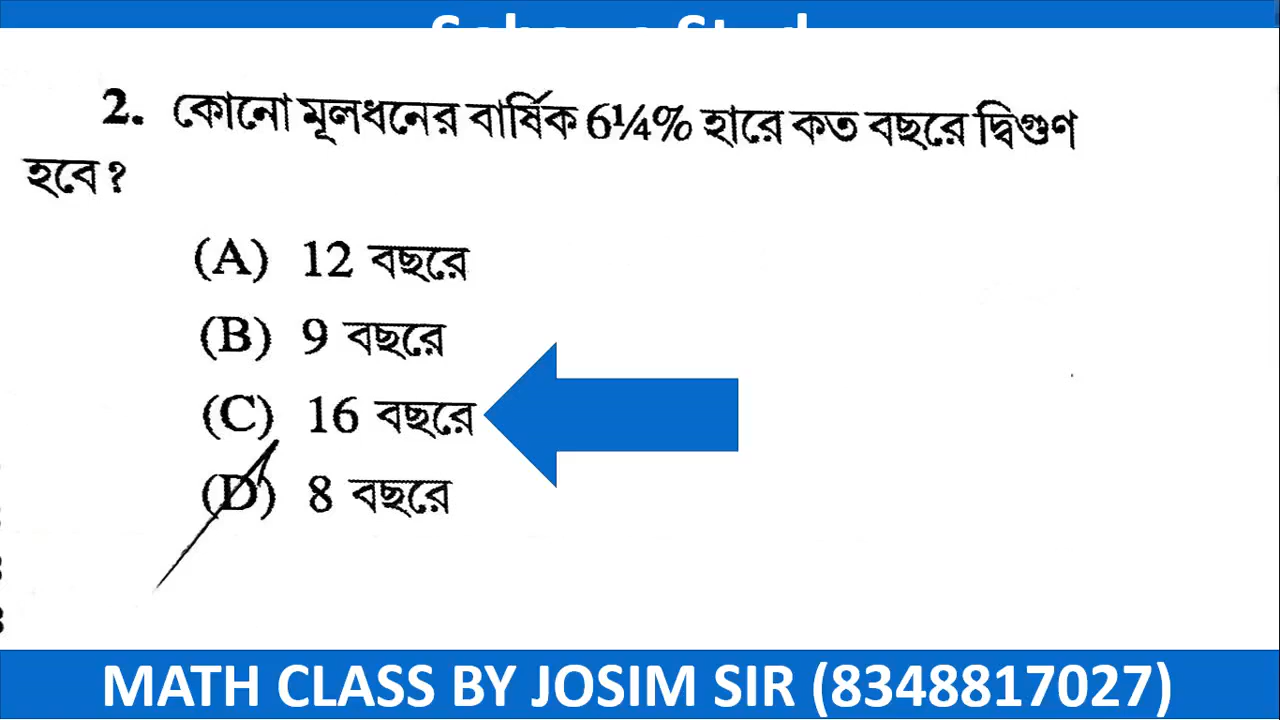 2. কোনো মূলধনের বার্ষিক 6¼% হারে কত বছরে দ্বিগুণ
হবে ?
(A) 12 বছরে
(B) 9 বছরে
(C) 16 বছরে
(D) 8 বছরে
MATH CLASS BY JOSIM SIR (8348817027)